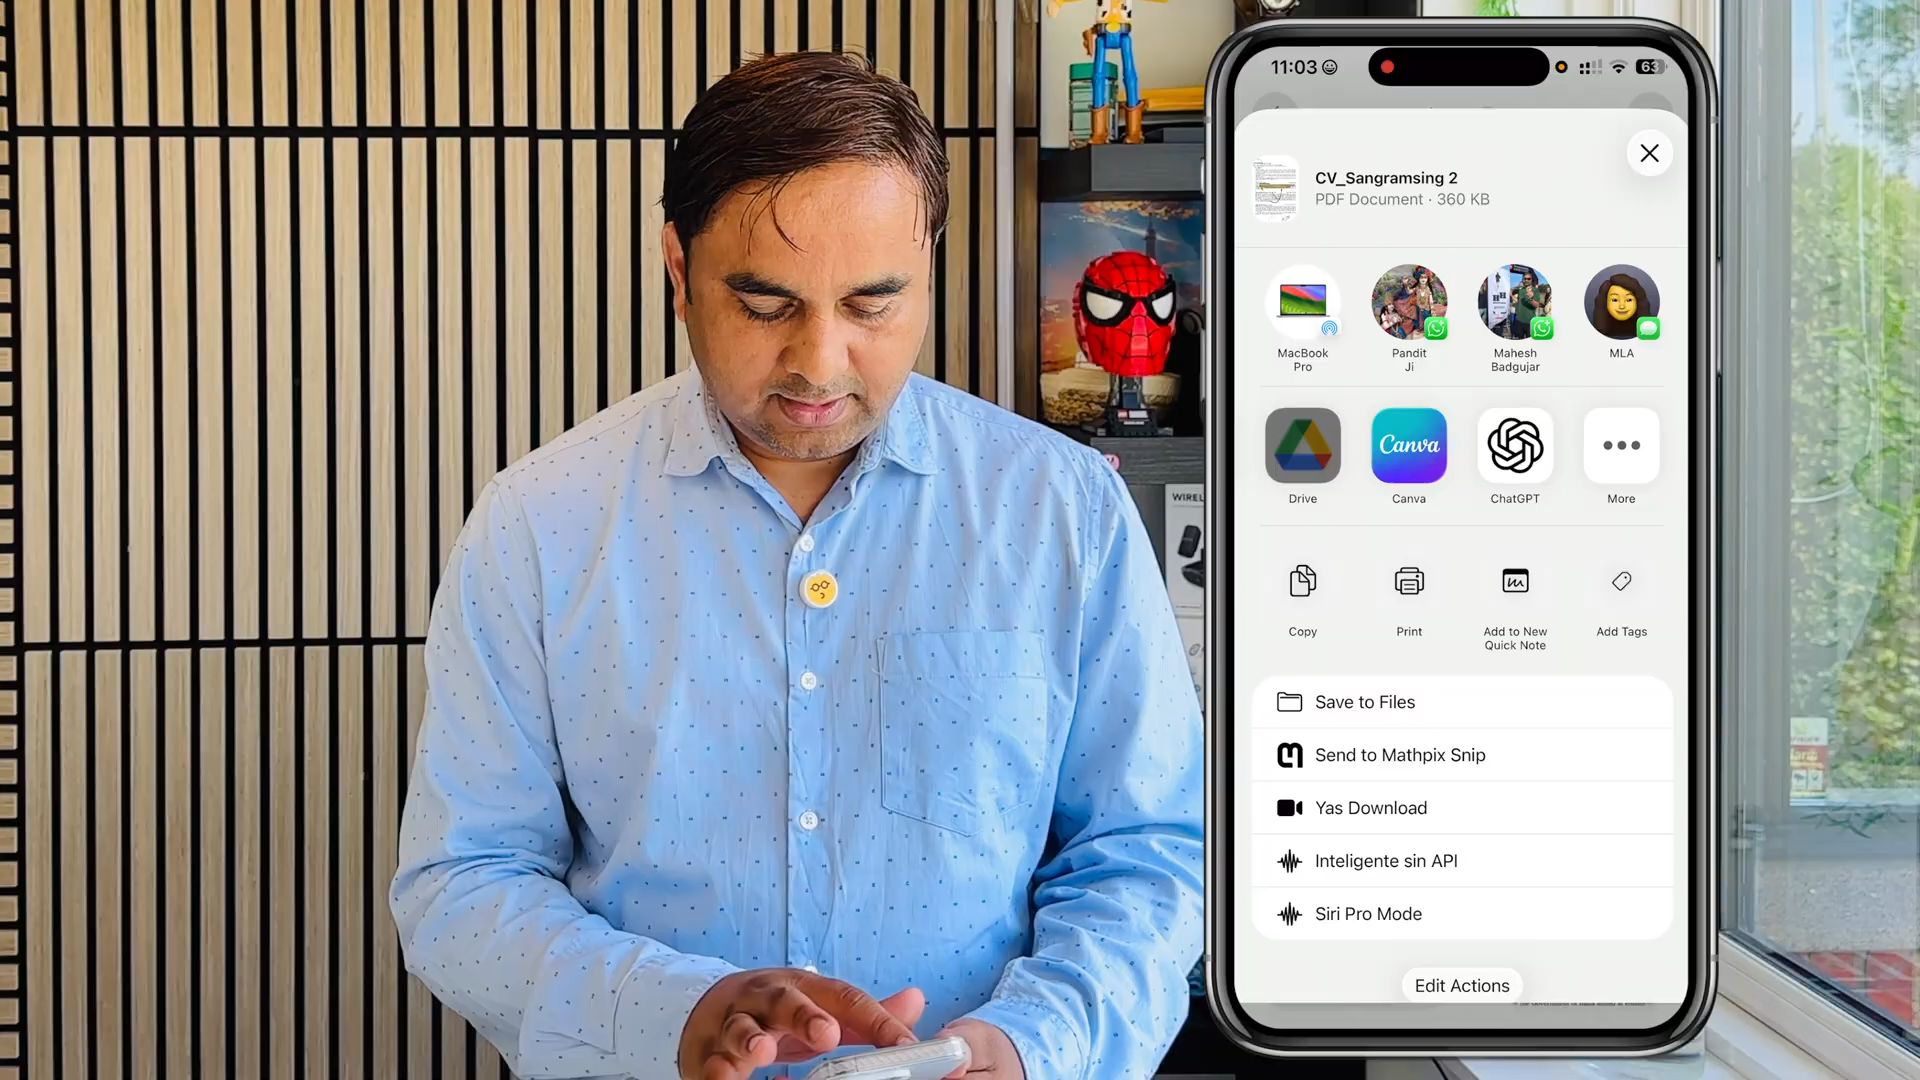 11:03
63
CV_Sangramsing 2
PDF Document · 360 KB
MacBook
Pro
Pandit
Ji
Mahesh
Badgujar
MLA
Canva
Drive
Canva
ChatGPT
More
Copy
Print
Add to New
Quick Note
Add Tags
Save to Files
Send to Mathpix Snip
Yas Download
Inteligente sin API
Siri Pro Mode
Edit Actions